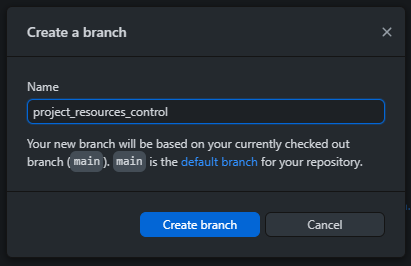 Create a branch
Name
project_resources_control
Your new branch will be based on your currently checked out
branch (main). main is the default branch for your repository.
Create branch
Cancel